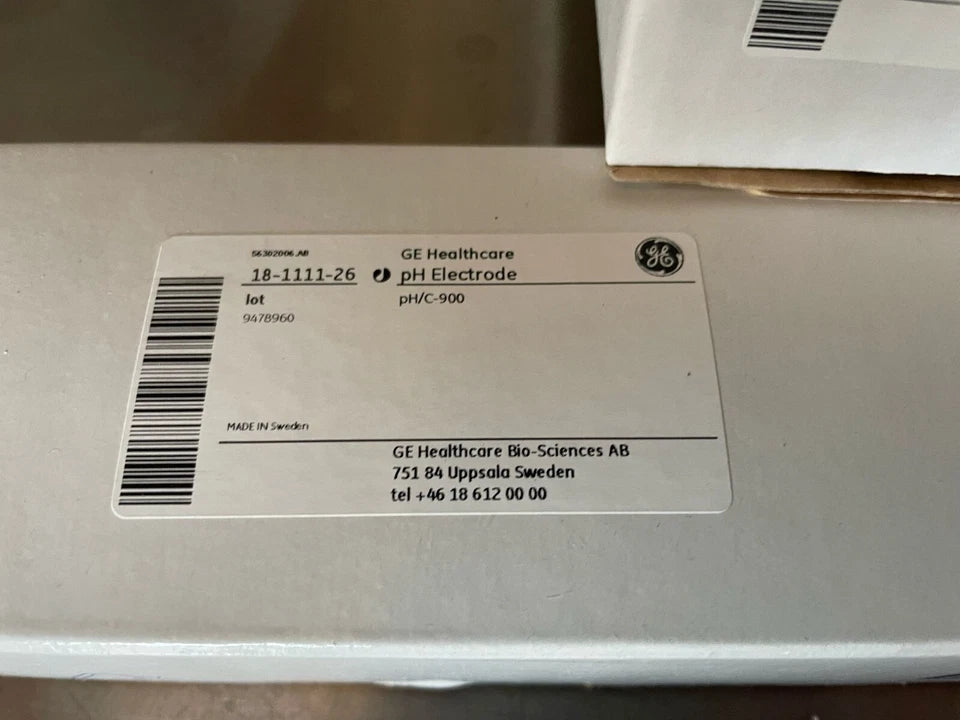 56302006.AB
GE Healthcare
18-1111-26
pH Electrode
lot
pH/C-900
9478960
MADE IN Sweden
GE Healthcare Bio-Sciences AB
751 84 Uppsala Sweden
tel +46 18 612 00 00
GE